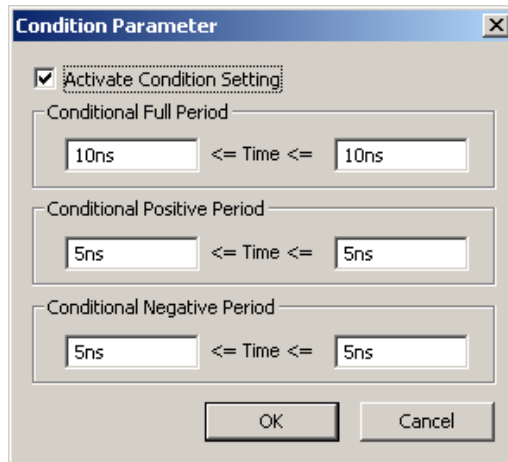 Condition Parameter
Activate Condition Setting
Conditional Full Period
10ns <= Time <= 10ns
Conditional Positive Period
5ns <= Time <= 5ns
Conditional Negative Period
5ns <= Time <= 5ns
OK Cancel